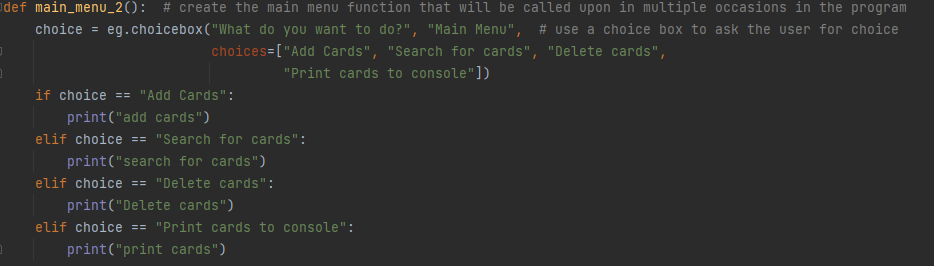 def main_menu_2():  # create the main menu function that will be called upon in multiple occasions in the program
    choice = eg.choicebox("What do you want to do?", "Main Menu",  # use a choice box to ask the user for choice
                          choices=["Add Cards", "Search for cards", "Delete cards",
                                   "Print cards to console"])
    if choice == "Add Cards":
        print("add cards")
    elif choice == "Search for cards":
        print("search for cards")
    elif choice == "Delete cards":
        print("Delete cards")
    elif choice == "Print cards to console":
        print("print cards")